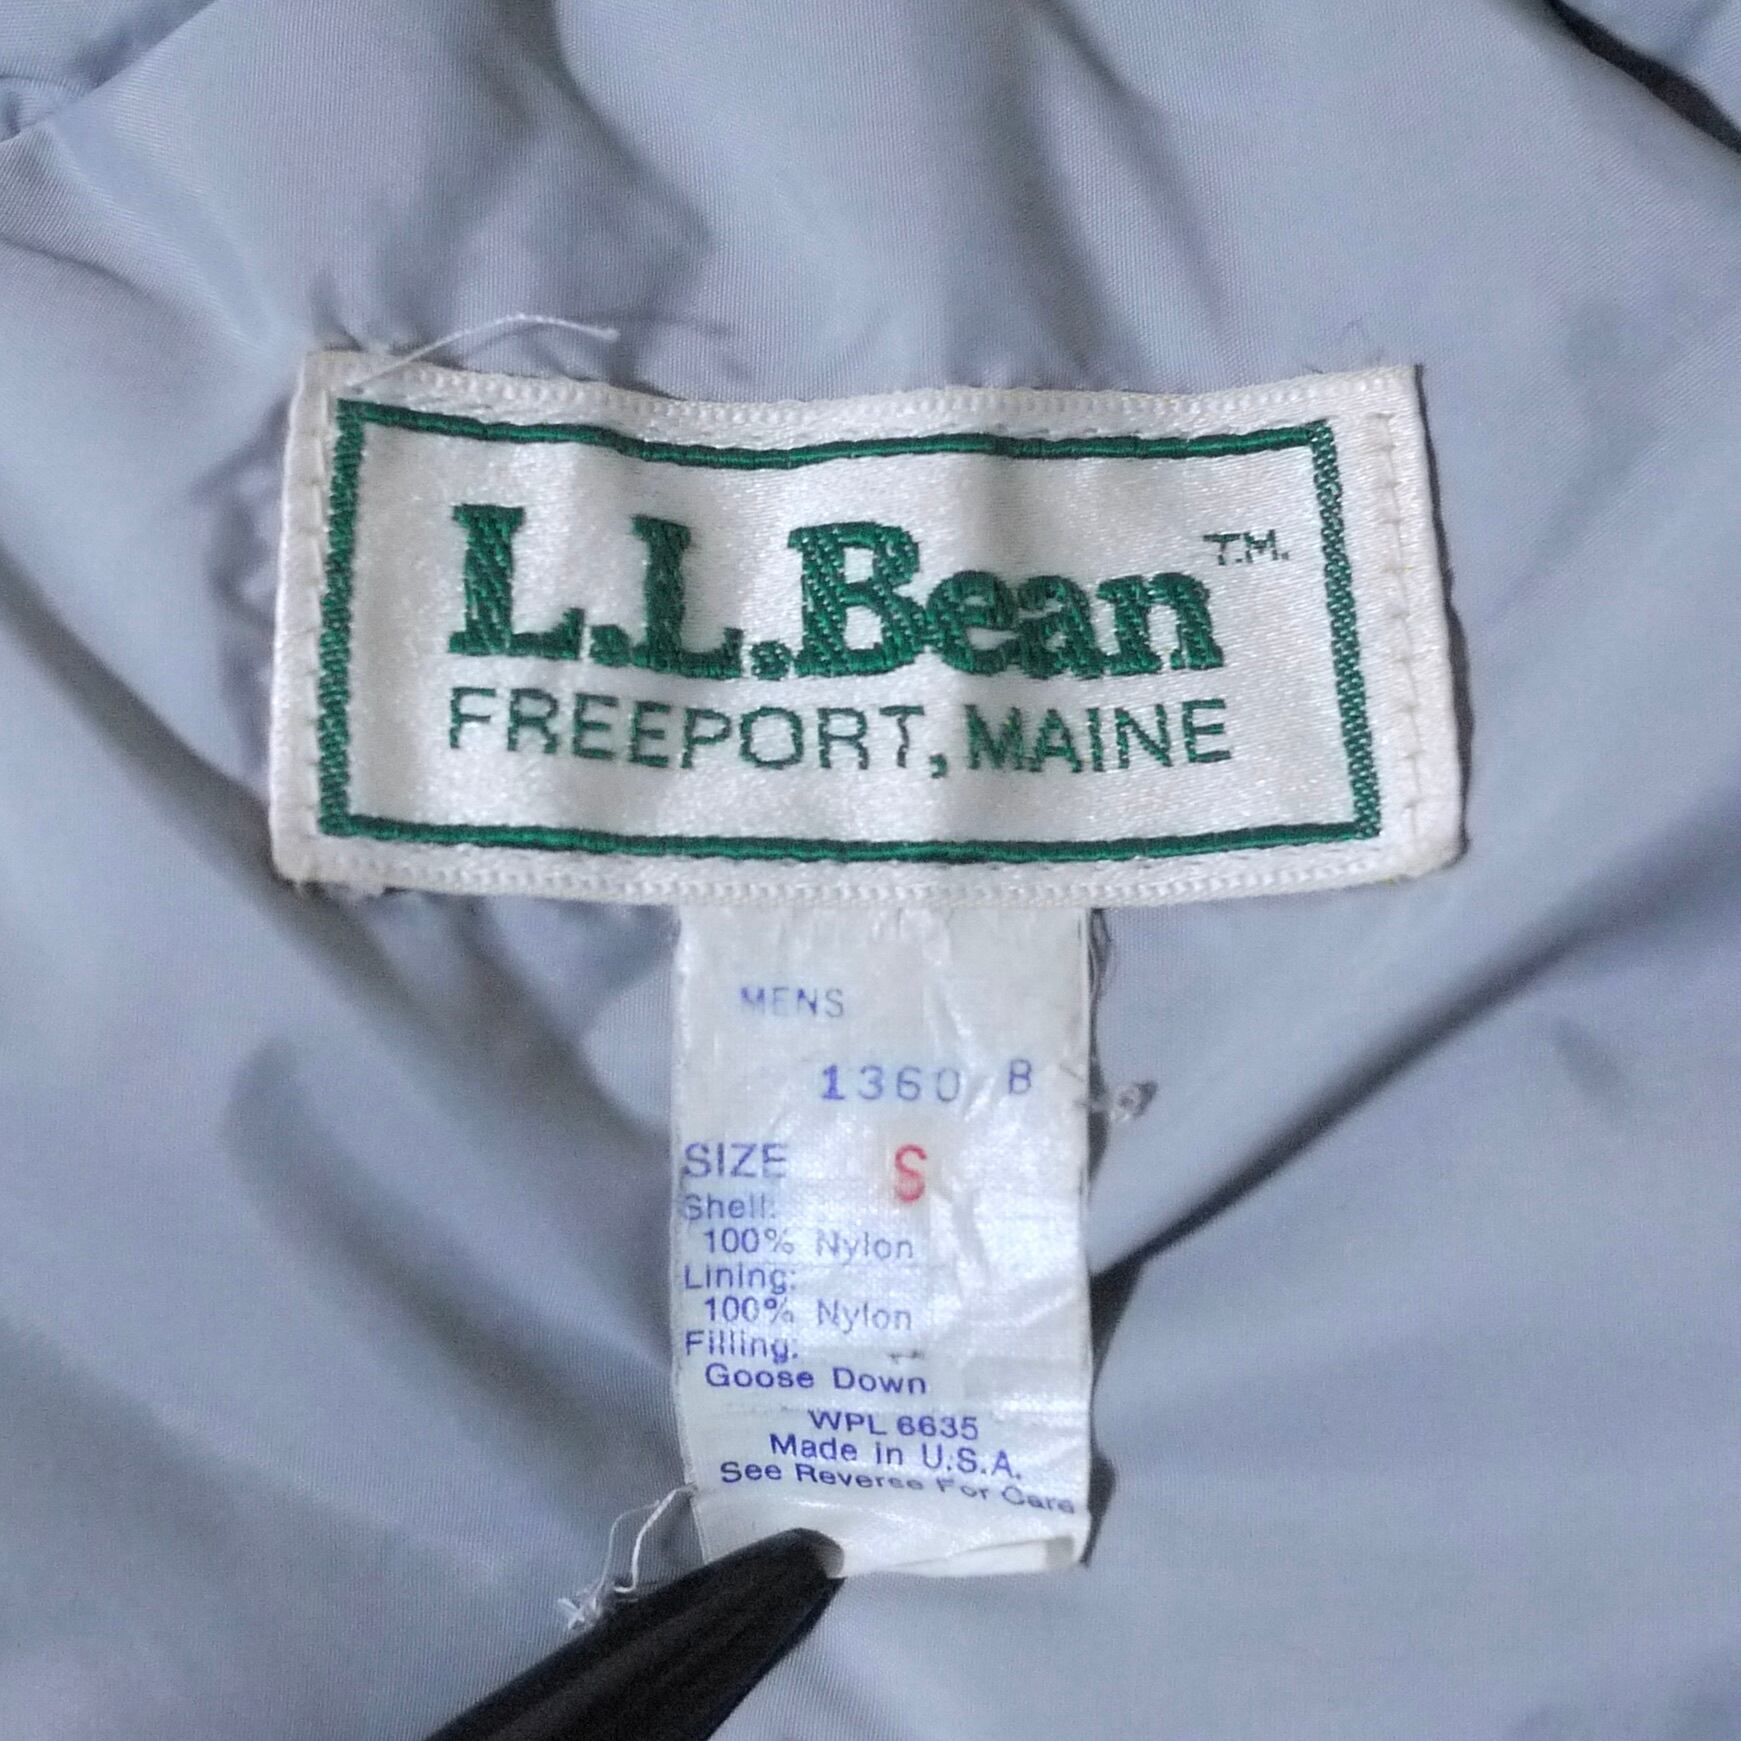 L.L.Bean T.M.
FREEPORT, MAINE
MENS
1360 B
SIZE S
Shell:
100% Nylon
Lining:
100% Nylon
Filling:
Goose Down
WPL 6635
Made in U.S.A.
See Reverse For Care